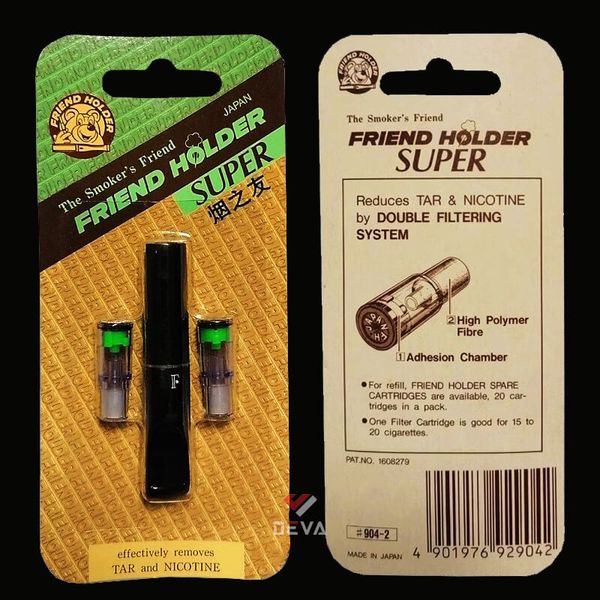 FRIEND HOLDER
JAPAN
The Smoker's Friend
FRIEND HOLDER
SUPER
烟之友
F
effectively removes
TAR and NICOTINE
DEVA
FRIEND HOLDER
The Smoker's Friend
FRIEND HOLDER
SUPER
Reduces TAR & NICOTINE
by DOUBLE FILTERING
SYSTEM
JAPAN
2 High Polymer
Fibre
1 Adhesion Chamber
● For refill, FRIEND HOLDER SPARE
CARTRIDGES are available, 20 car-
tridges in a pack.
● One Filter Cartridge is good for 15 to
20 cigarettes.
PAT.NO. 1608279
#904-2
MADE IN JAPAN
4 901976 929042